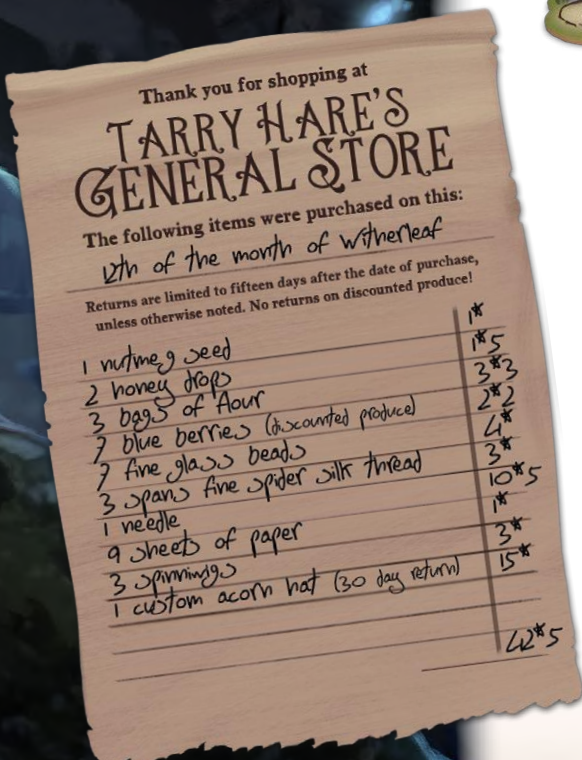 Thank you for shopping at
TARRY HARE'S
GENERAL STORE
The following items were purchased on this:
12th of the month of Witherleaf
Returns are limited to fifteen days after the date of purchase,
unless otherwise noted. No returns on discounted produce!
1 nutmeg seed 1*
2 honey drops 1*5
3 bags of flour 3*3
7 blue berries (discounted produce) 2*2
7 fine glass beads 4*
3 spans fine spider silk thread 3*
1 needle 10*5
9 sheets of paper 1*
3 3*
1 custom acorn hat (30 day return) 15*
42*5